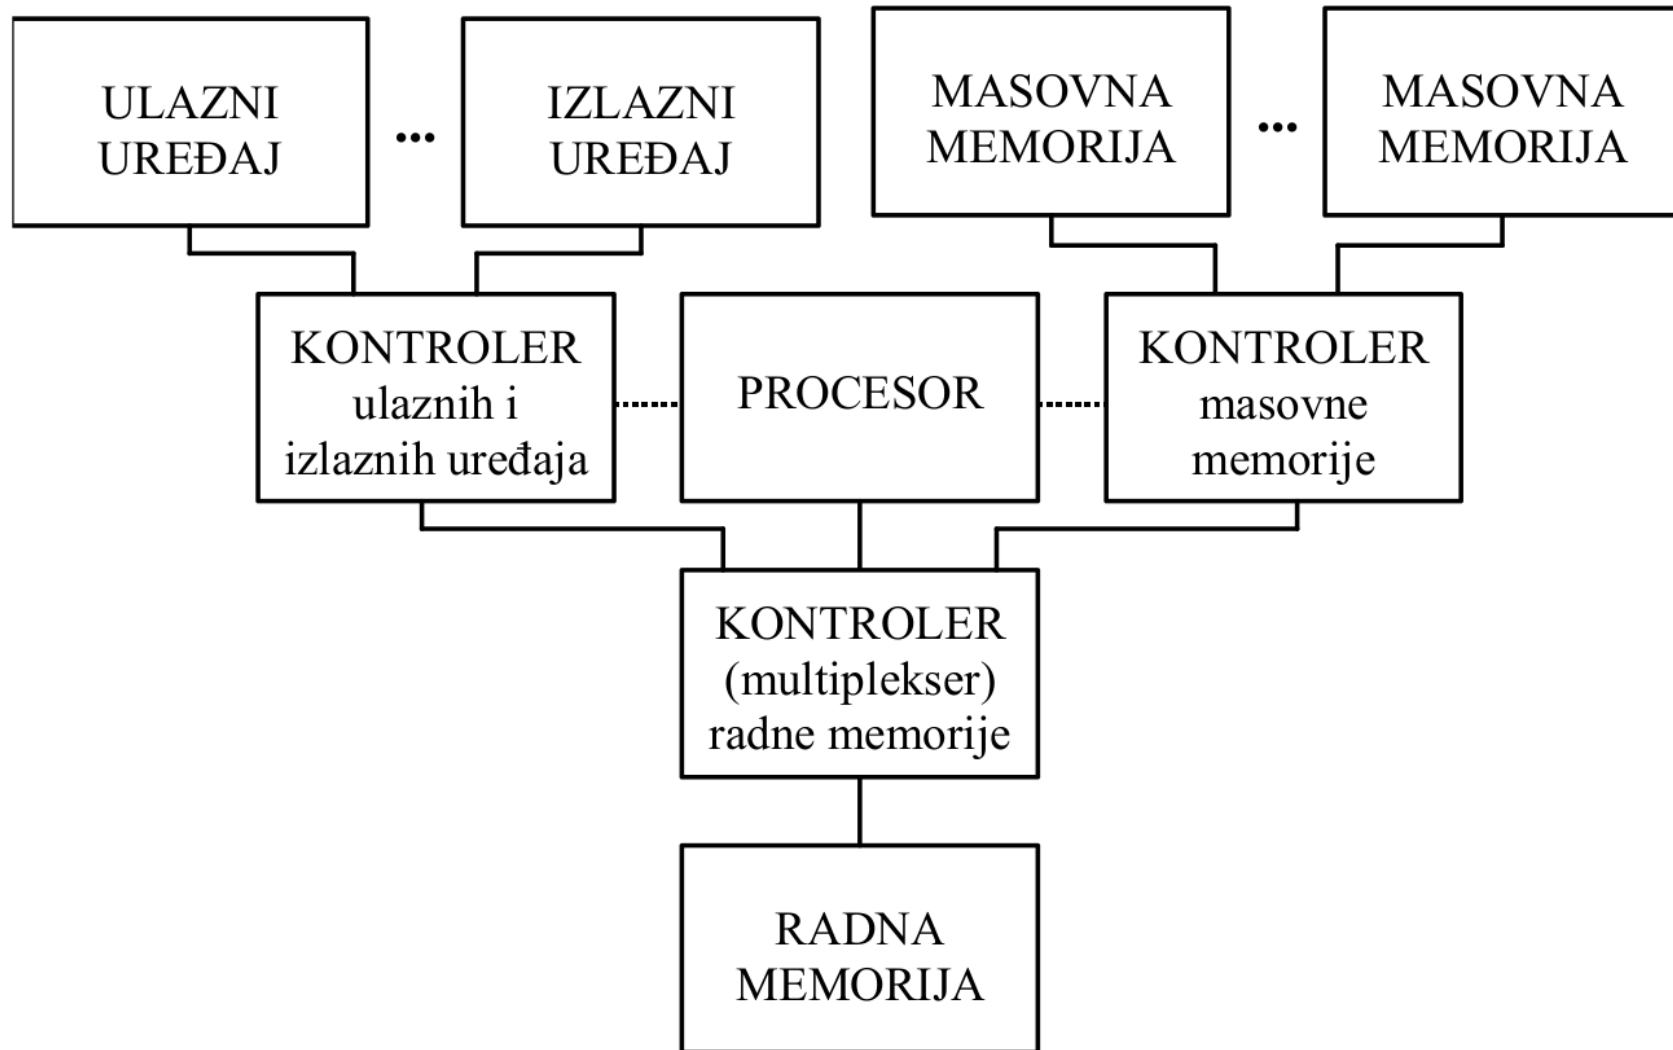 ULAZNI
UREĐAJ
...
IZLAZNI
UREĐAJ
MASOVNA
MEMORIJA
...
MASOVNA
MEMORIJA
KONTROLER
ulaznih i
izlaznih uređaja
PROCESOR
KONTROLER
masovne
memorije
KONTROLER
(multiplekser)
radne memorije
RADNA
MEMORIJA